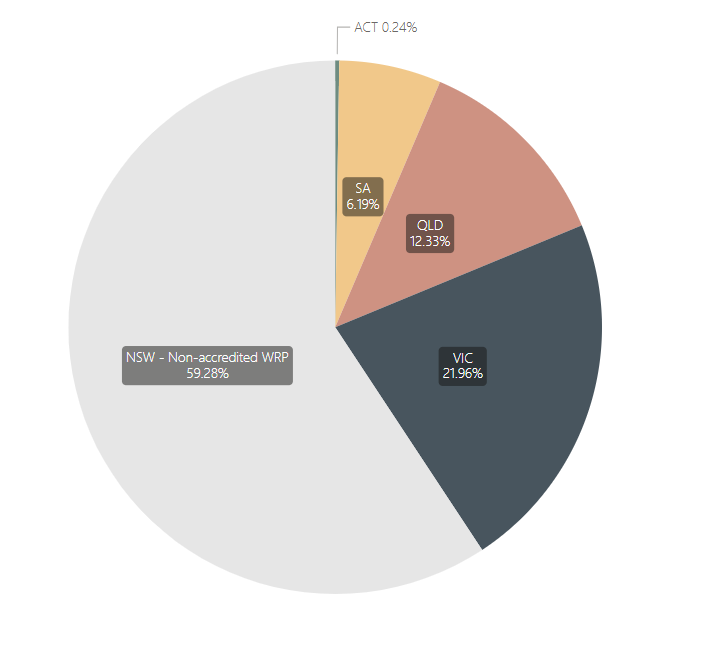 ACT 0.24%
SA
6.19%
QLD
12.33%
VIC
21.96%
NSW - Non-accredited WRP
59.28%